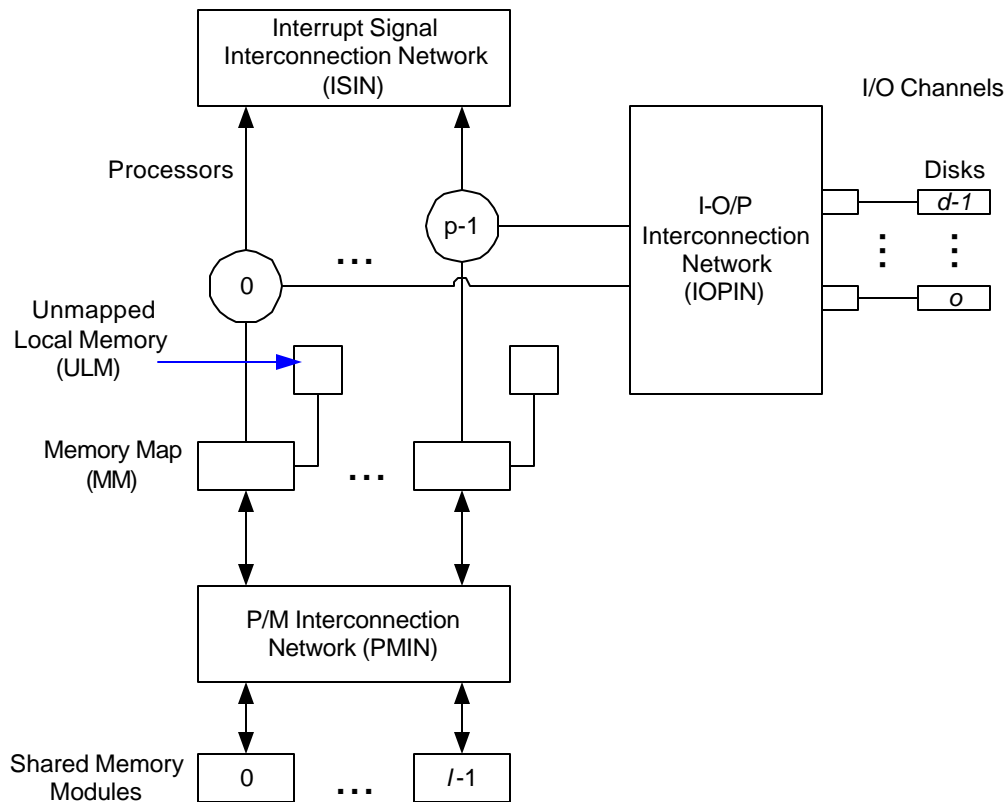 Interrupt Signal
Interconnection Network
(ISIN)
I/O Channels
Processors
Disks
d-1
p-1
I-O/P
Interconnection
Network
(IOPIN)
...
0
o
Unmapped
Local Memory
(ULM)
Memory Map
(MM)
...
P/M Interconnection
Network (PMIN)
Shared Memory
Modules
0
...
l-1